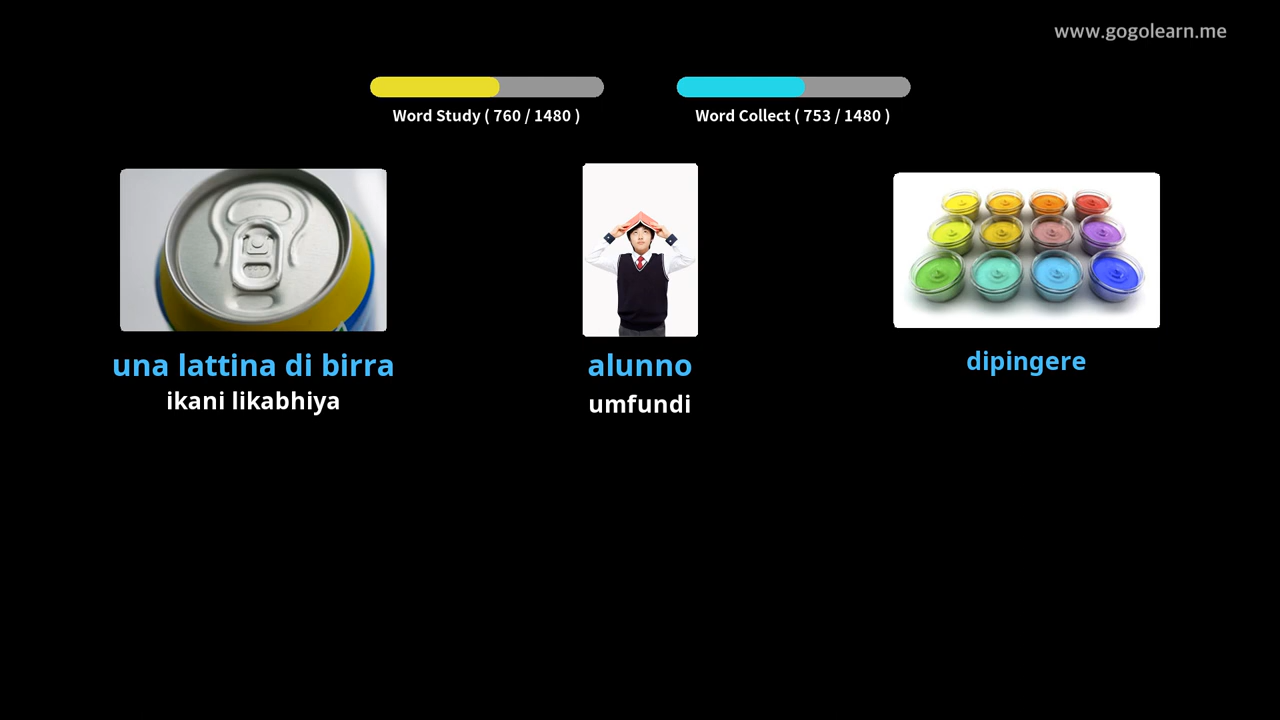 www.gogolearn.me
Word Study ( 760 / 1480 )
Word Collect ( 753 / 1480 )
una lattina di birra
ikani likabhiya
alunno
umfundi
dipingere